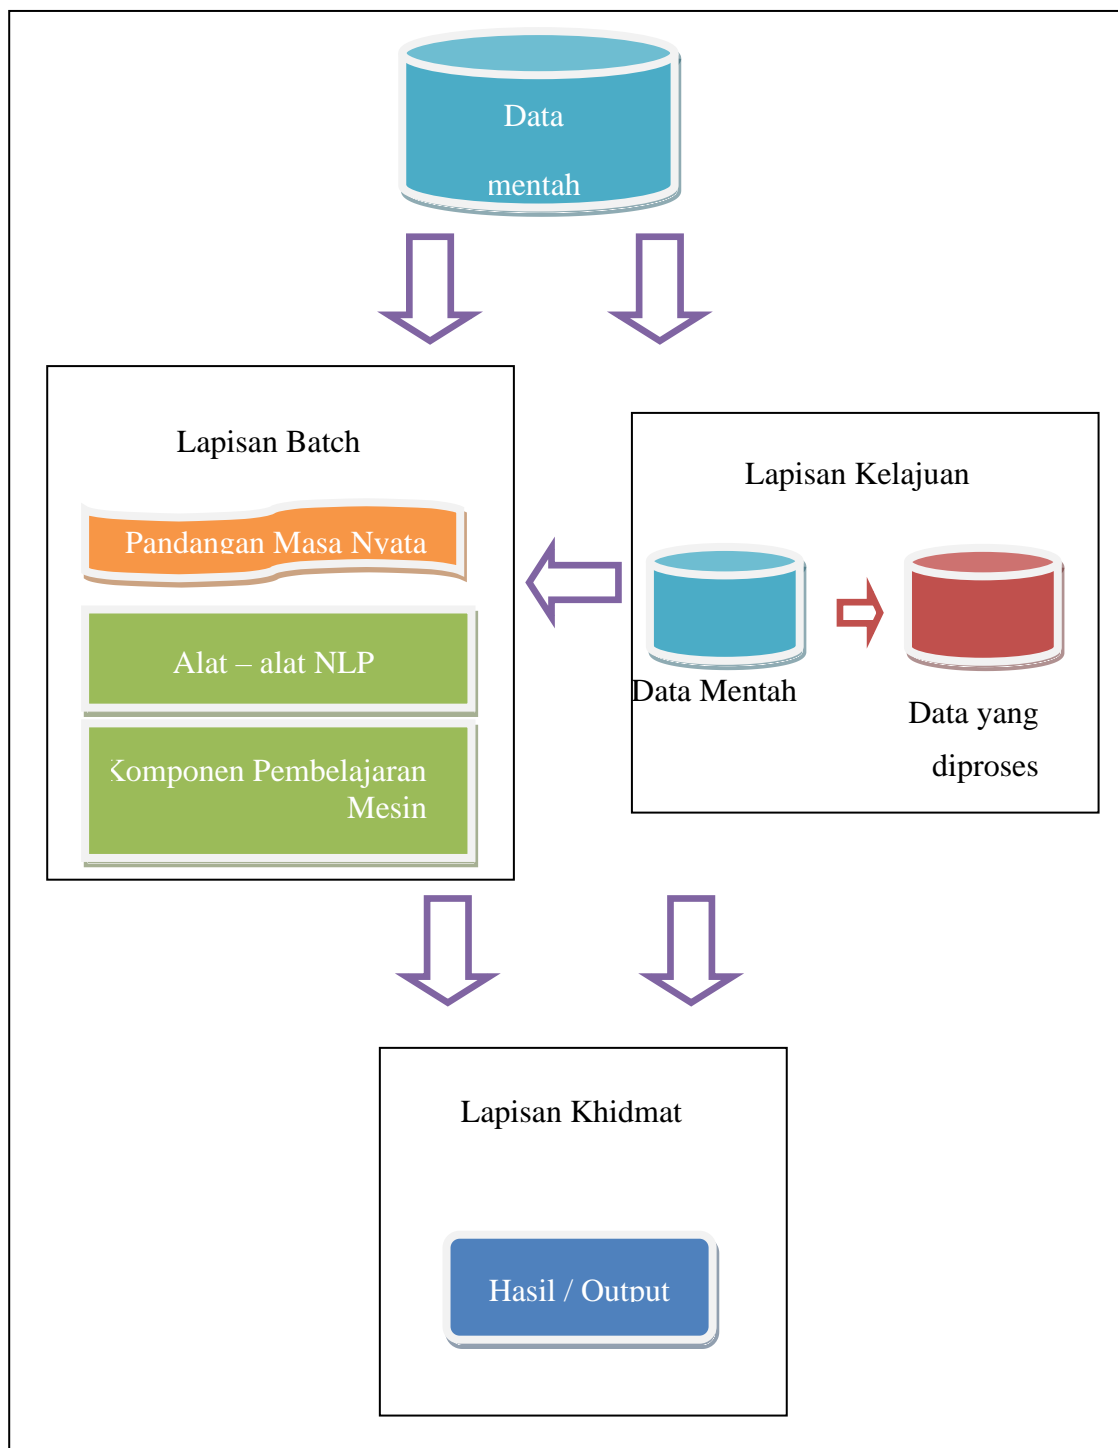 Data
mentah
Lapisan Batch
Pandangan Masa Nyata
Alat – alat NLP
Komponen Pembelajaran
Mesin
Lapisan Kelajuan
Data Mentah
Data yang
diproses
Lapisan Khidmat
Hasil / Output